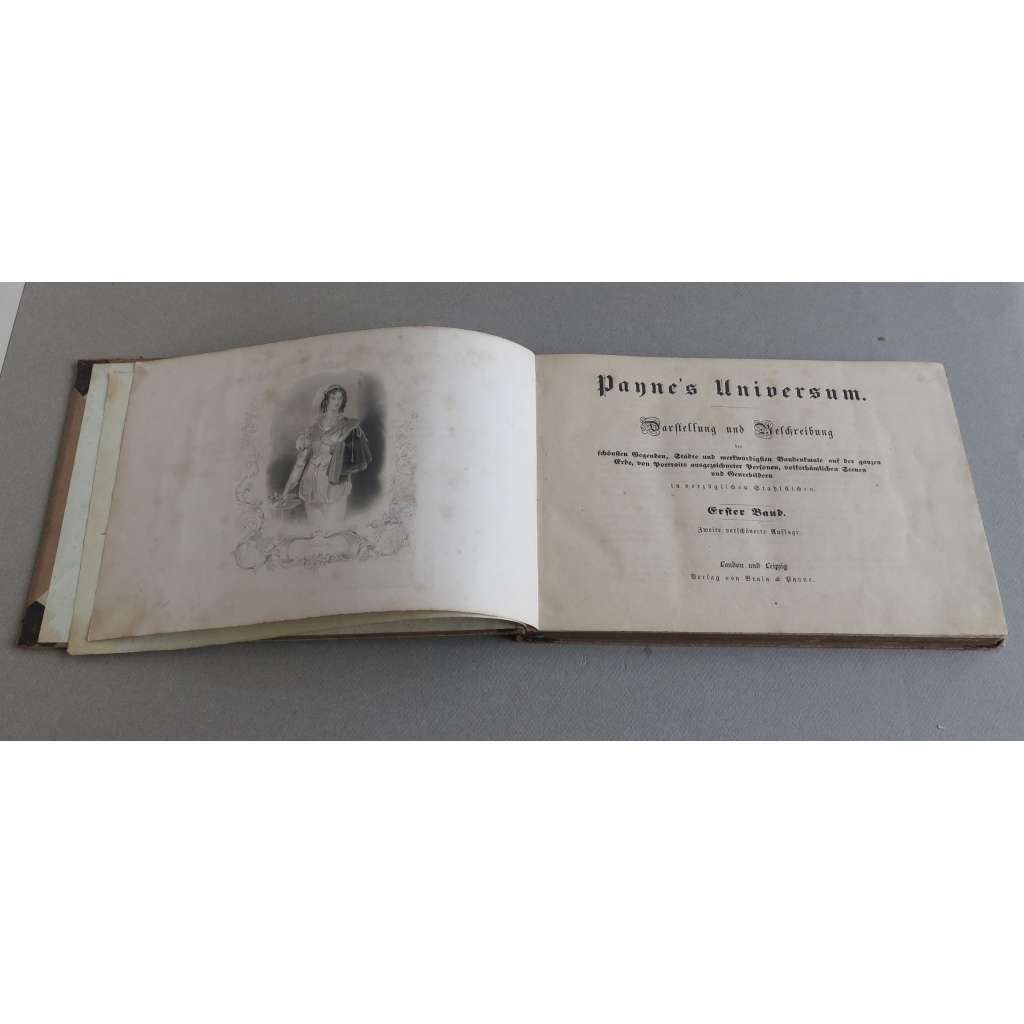 Payne's Universum.
Darstellung und Beschreibung
der
schönsten Gegenden, Städte und merkwürdigsten Baudenkmale auf der ganzen
Erde, von Portraits ausgezeichneter Personen, volksthümlichen Scenen
und Genrebildern
in vorzüglichen Stahlstichen.
Erster Band.
Zweite verschönerte Auflage.
London und Leipzig
Verlag von Brain & Payne.